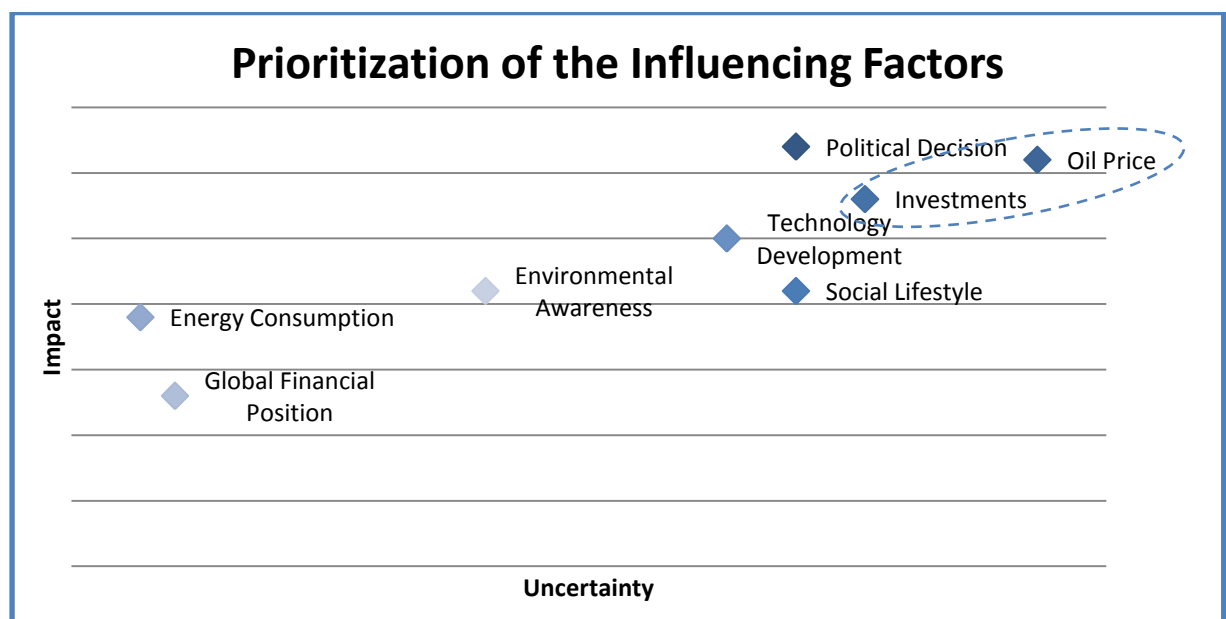 Prioritization of the Influencing Factors
Political Decision
Oil Price
Investments
Technology
Development
Environmental
Awareness
Social Lifestyle
Energy Consumption
Global Financial
Position
Impact
Uncertainty